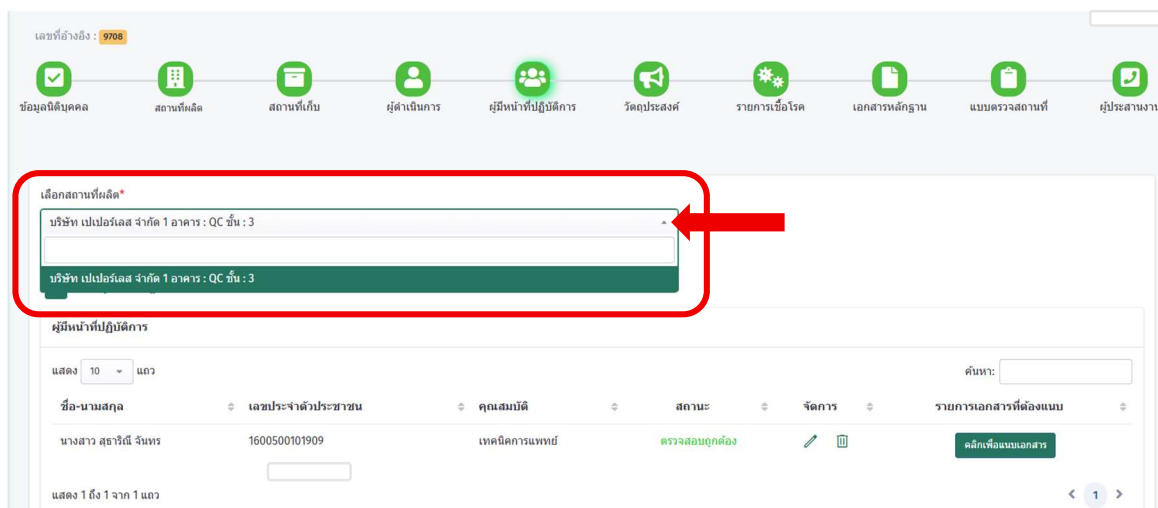 เลขที่อ้างอิง : 9708
ข้อมูลนิติบุคคล สถานที่ผลิต สถานที่เก็บ ผู้ดำเนินการ ผู้มีหน้าที่ปฏิบัติการ วัตถุประสงค์ รายการเชื้อโรค เอกสารหลักฐาน แบบตรวจสถานที่ ผู้ประสานงาน
เลือกสถานที่ผลิต*
บริษัท เปเปอร์เลส จำกัด 1 อาคาร : QC ชั้น : 3
บริษัท เปเปอร์เลส จำกัด 1 อาคาร : QC ชั้น : 3
ผู้มีหน้าที่ปฏิบัติการ
แสดง 10 แถว ค้นหา:
ชื่อ-นามสกุล เลขประจำตัวประชาชน คุณสมบัติ สถานะ จัดการ รายการเอกสารที่ต้องแนบ
นางสาว สุธาริณี จันทร 1600500101909 เทคนิคการแพทย์ ตรวจสอบถูกต้อง คลิกเพื่อแนบเอกสาร
แสดง 1 ถึง 1 จาก 1 แถว 1